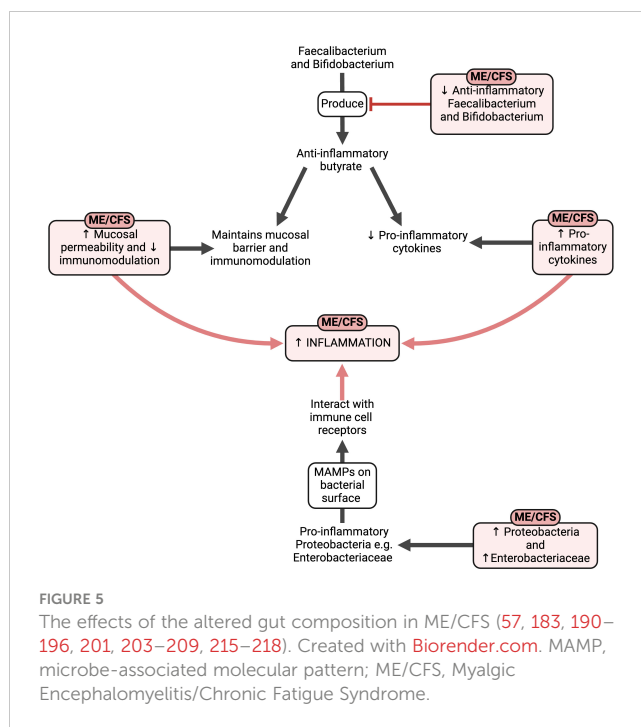 Faecalibacterium
and Bifidobacterium
ME/CFS
↓ Anti-inflammatory
Faecalibacterium
and Bifidobacterium
Produce
Anti-inflammatory
butyrate
ME/CFS
↑ Mucosal
permeability and ↓
immunomodulation
Maintains mucosal
barrier and
immunomodulation
↓ Pro-inflammatory
cytokines
ME/CFS
↑ Pro-
inflammatory
cytokines
ME/CFS
↑ INFLAMMATION
Interact with
immune cell
receptors
MAMPs on
bacterial
surface
Pro-inflammatory
Proteobacteria e.g.
Enterobacteriaceae
ME/CFS
↑ Proteobacteria
and
↑Enterobacteriaceae
FIGURE 5
The effects of the altered gut composition in ME/CFS (57, 183, 190–
196, 201, 203–209, 215–218). Created with Biorender.com. MAMP,
microbe-associated molecular pattern; ME/CFS, Myalgic
Encephalomyelitis/Chronic Fatigue Syndrome.